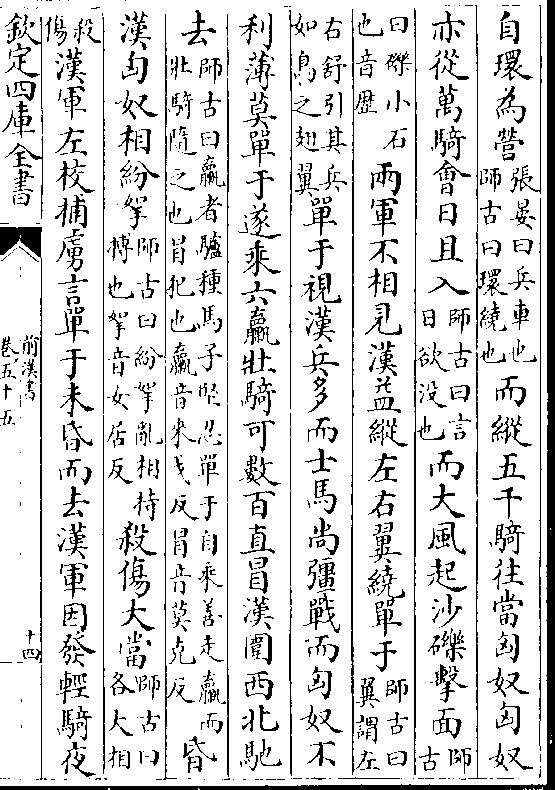 自環為營張晏曰兵車也師古曰環繞也而縱五千騎往當匈奴匈奴
亦從萬騎會日且入師古曰言日欲没也而大風起沙礫擊面師古
曰礫小石也音歷兩軍不相見漢益縱左右翼繞單于師古曰翼謂左
右舒引其兵如鳥之翅翼單于視漢兵多而士馬尚彊戰而匈奴不
利薄莫單于遂乘六臝壯騎可數百直冒漢圍西北馳
去師古曰臝者驢種馬子堅忍單于自乘善走臝而壯騎隨之也冒犯也臝音来戈反冒音莫克反昏
漢匈奴相紛挐師古曰紛挐亂相持搏也挐音女居反殺傷大當師古曰各大相
殺傷漢軍左校捕虜言單于未昏而去漢軍因發輕騎夜
欽定四庫全書
前漢書
卷五十五
十四